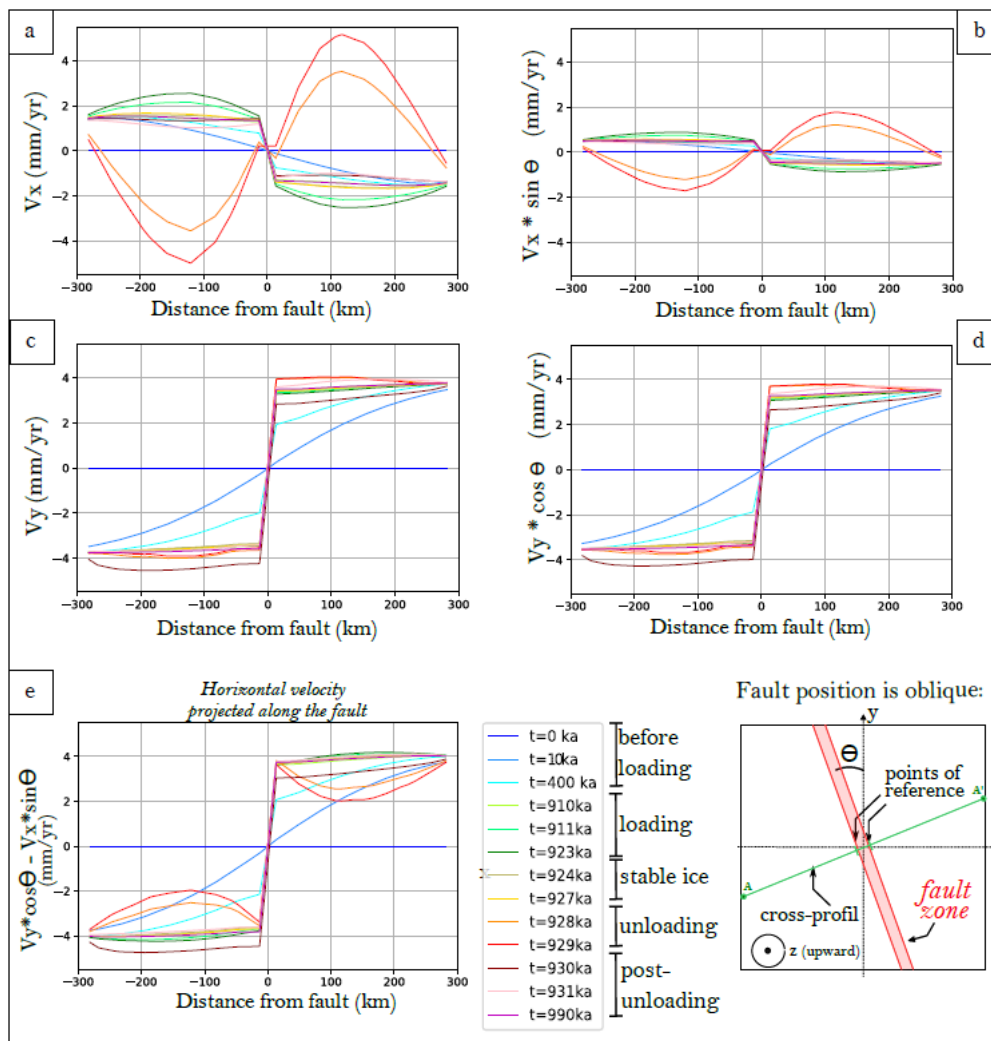 a
Vx (mm/yr)
4
2
0
−2
−4
−300 −200 −100 0 100 200 300
Distance from fault (km)
b
Vx * sin Θ (mm/yr)
4
2
0
−2
−4
−300 −200 −100 0 100 200 300
Distance from fault (km)
c
Vy (mm/yr)
4
2
0
−2
−4
−300 −200 −100 0 100 200 300
Distance from fault (km)
d
Vy * cos Θ (mm/yr)
4
2
0
−2
−4
−300 −200 −100 0 100 200 300
Distance from fault (km)
e
Horizontal velocity
projected along the fault
Vy*cosΘ - Vx*sinΘ
(mm/yr)
4
2
0
−2
−4
−300 −200 −100 0 100 200 300
Distance from fault (km)
t=0 ka
t=10ka
t=400 ka
t=910ka
t=911ka
t=923ka
t=924ka
t=927ka
t=928ka
t=929ka
t=930ka
t=931ka
t=990ka
before
loading
loading
stable ice
unloading
post-
unloading
x
Fault position is oblique:
y
Θ
points of
reference
A'
A
cross-profil
fault
zone
z (upward)